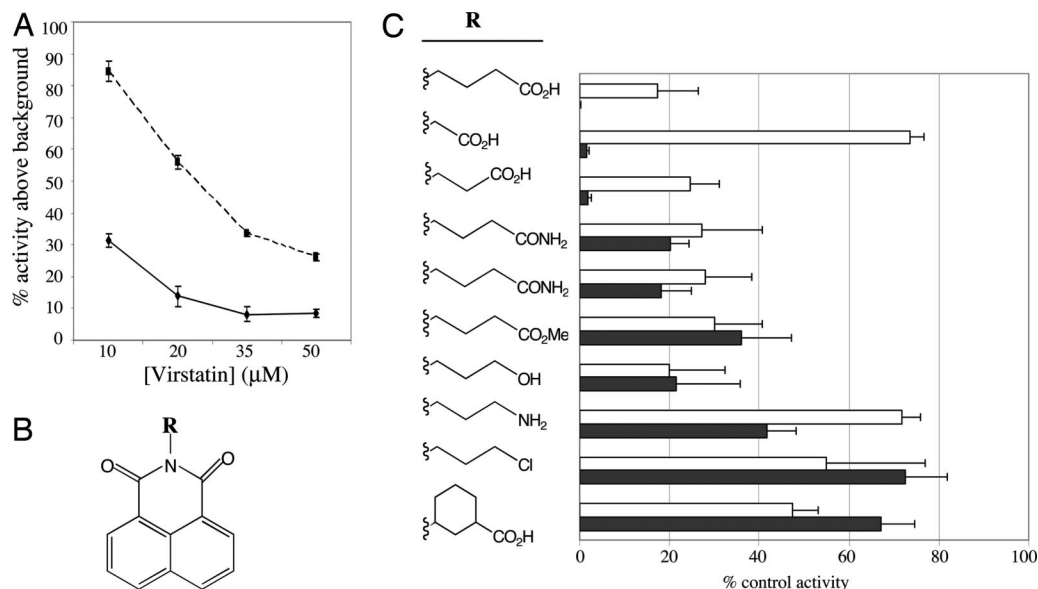 A
% activity above background
100
90
80
70
60
50
40
30
20
10
0
10 20 35 50
[Virstatin] (μM)
B
R
O N O
C
R
CO2H
CO2H
CO2H
CONH2
CONH2
CO2Me
OH
NH2
Cl
CO2H
0 20 40 60 80 100
% control activity